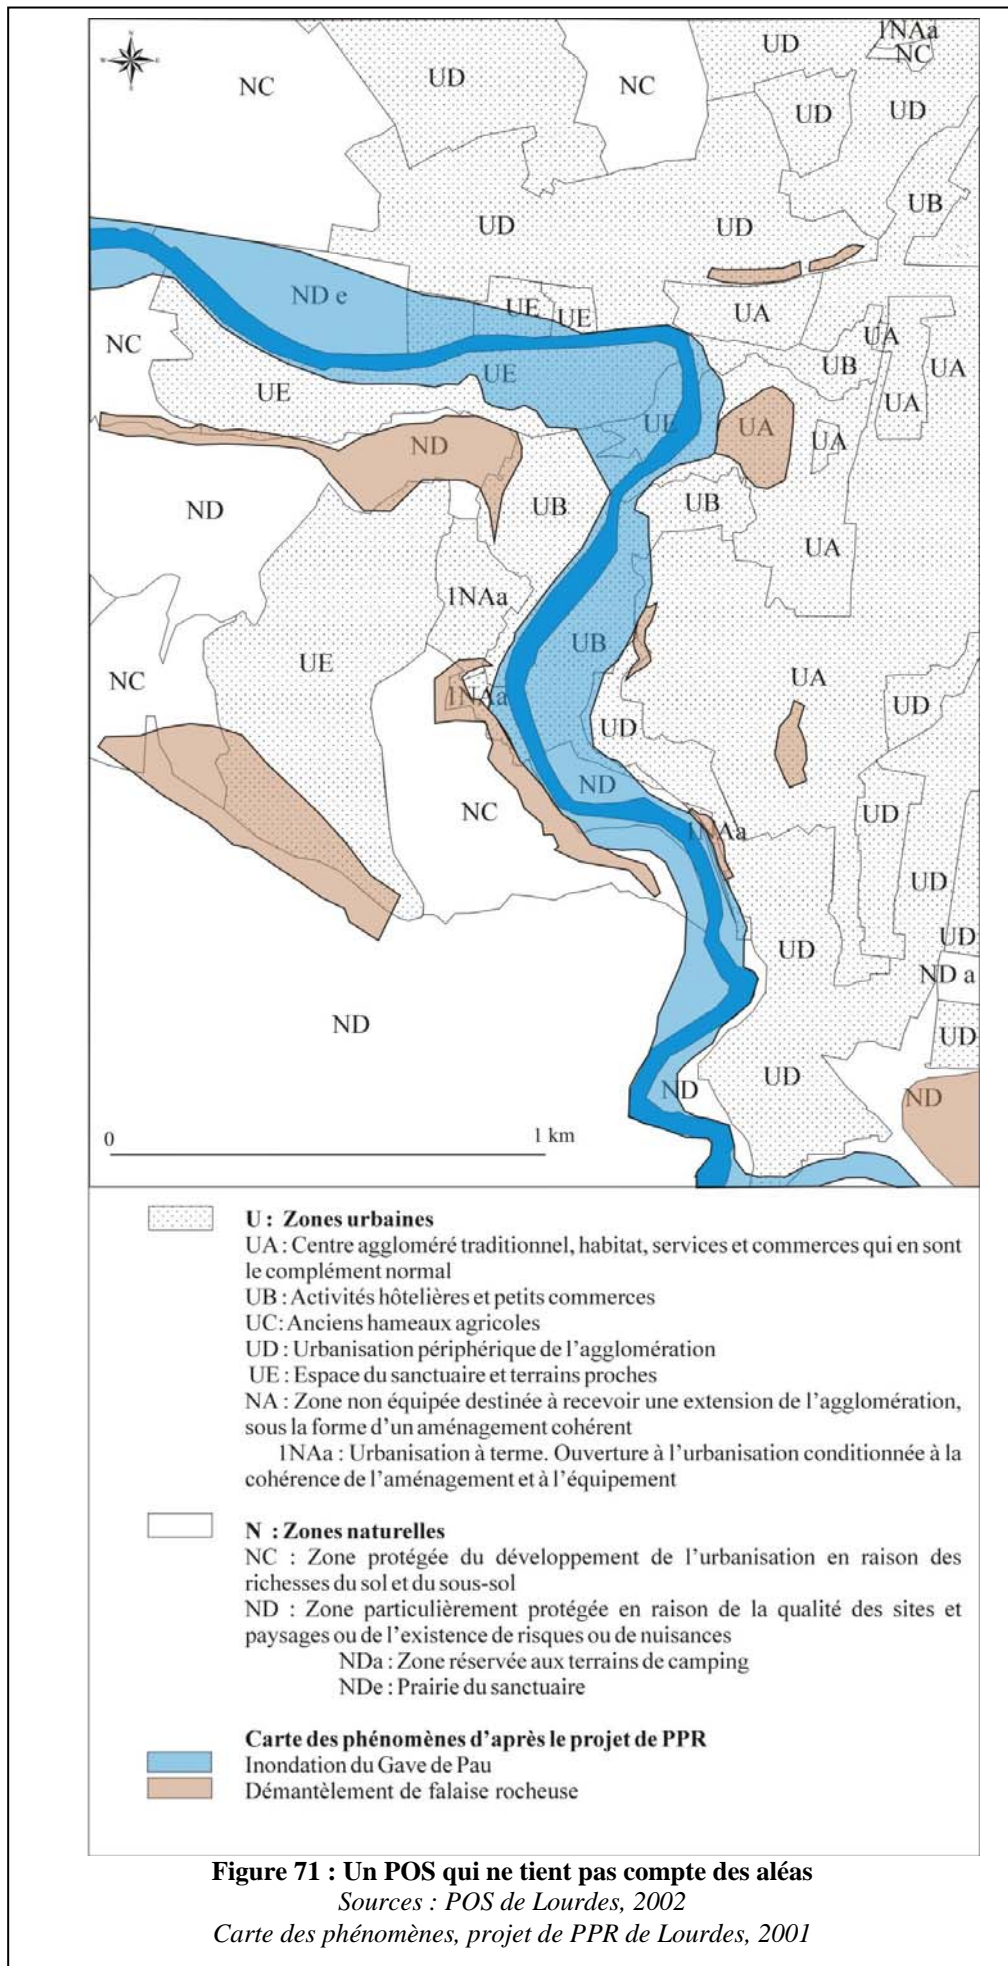 1NAa
UD
NC
UD
NC
NC
UD
UD
UB
UD
UD
ND e
UE
UE
UA
UA
NC
UB
UA
UE
UE
UA
UE
UA
UA
ND
UB
UB
ND
UA
1NAa
UB
UE
UA
NC
1NAa
UD
UD
ND
NC
UD
1NAa
UD
UD
UD
ND a
ND
UD
UD
ND
ND
0
1 km
U : Zones urbaines
UA : Centre aggloméré traditionnel, habitat, services et commerces qui en sont
le complément normal
UB : Activités hôtelières et petits commerces
UC: Anciens hameaux agricoles
UD : Urbanisation périphérique de l'agglomération
UE : Espace du sanctuaire et terrains proches
NA : Zone non équipée destinée à recevoir une extension de l'agglomération,
sous la forme d'un aménagement cohérent
1NAa : Urbanisation à terme. Ouverture à l'urbanisation conditionnée à la
cohérence de l'aménagement et à l'équipement
N : Zones naturelles
NC : Zone protégée du développement de l'urbanisation en raison des
richesses du sol et du sous-sol
ND : Zone particulièrement protégée en raison de la qualité des sites et
paysages ou de l'existence de risques ou de nuisances
NDa : Zone réservée aux terrains de camping
NDe : Prairie du sanctuaire
Carte des phénomènes d'après le projet de PPR
Inondation du Gave de Pau
Démantèlement de falaise rocheuse
Figure 71 : Un POS qui ne tient pas compte des aléas
Sources : POS de Lourdes, 2002
Carte des phénomènes, projet de PPR de Lourdes, 2001